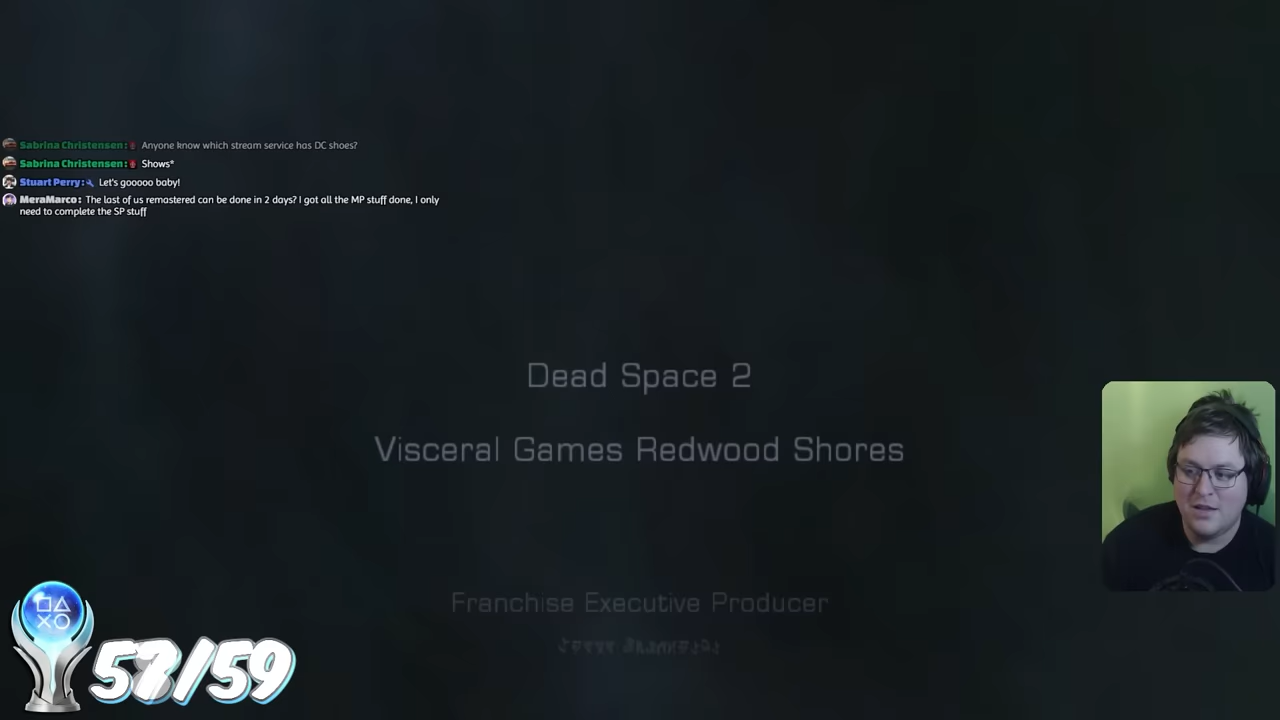 Sabrina Christensen: Anyone know which stream service has DC shoes?
Sabrina Christensen: Shows*
Stuart Perry: Let's gooooo baby!
MeraMarco: The last of us remastered can be done in 2 days? I got all the MP stuff done, I only
need to complete the SP stuff
Dead Space 2
Visceral Games Redwood Shores
Franchise Executive Producer
/59